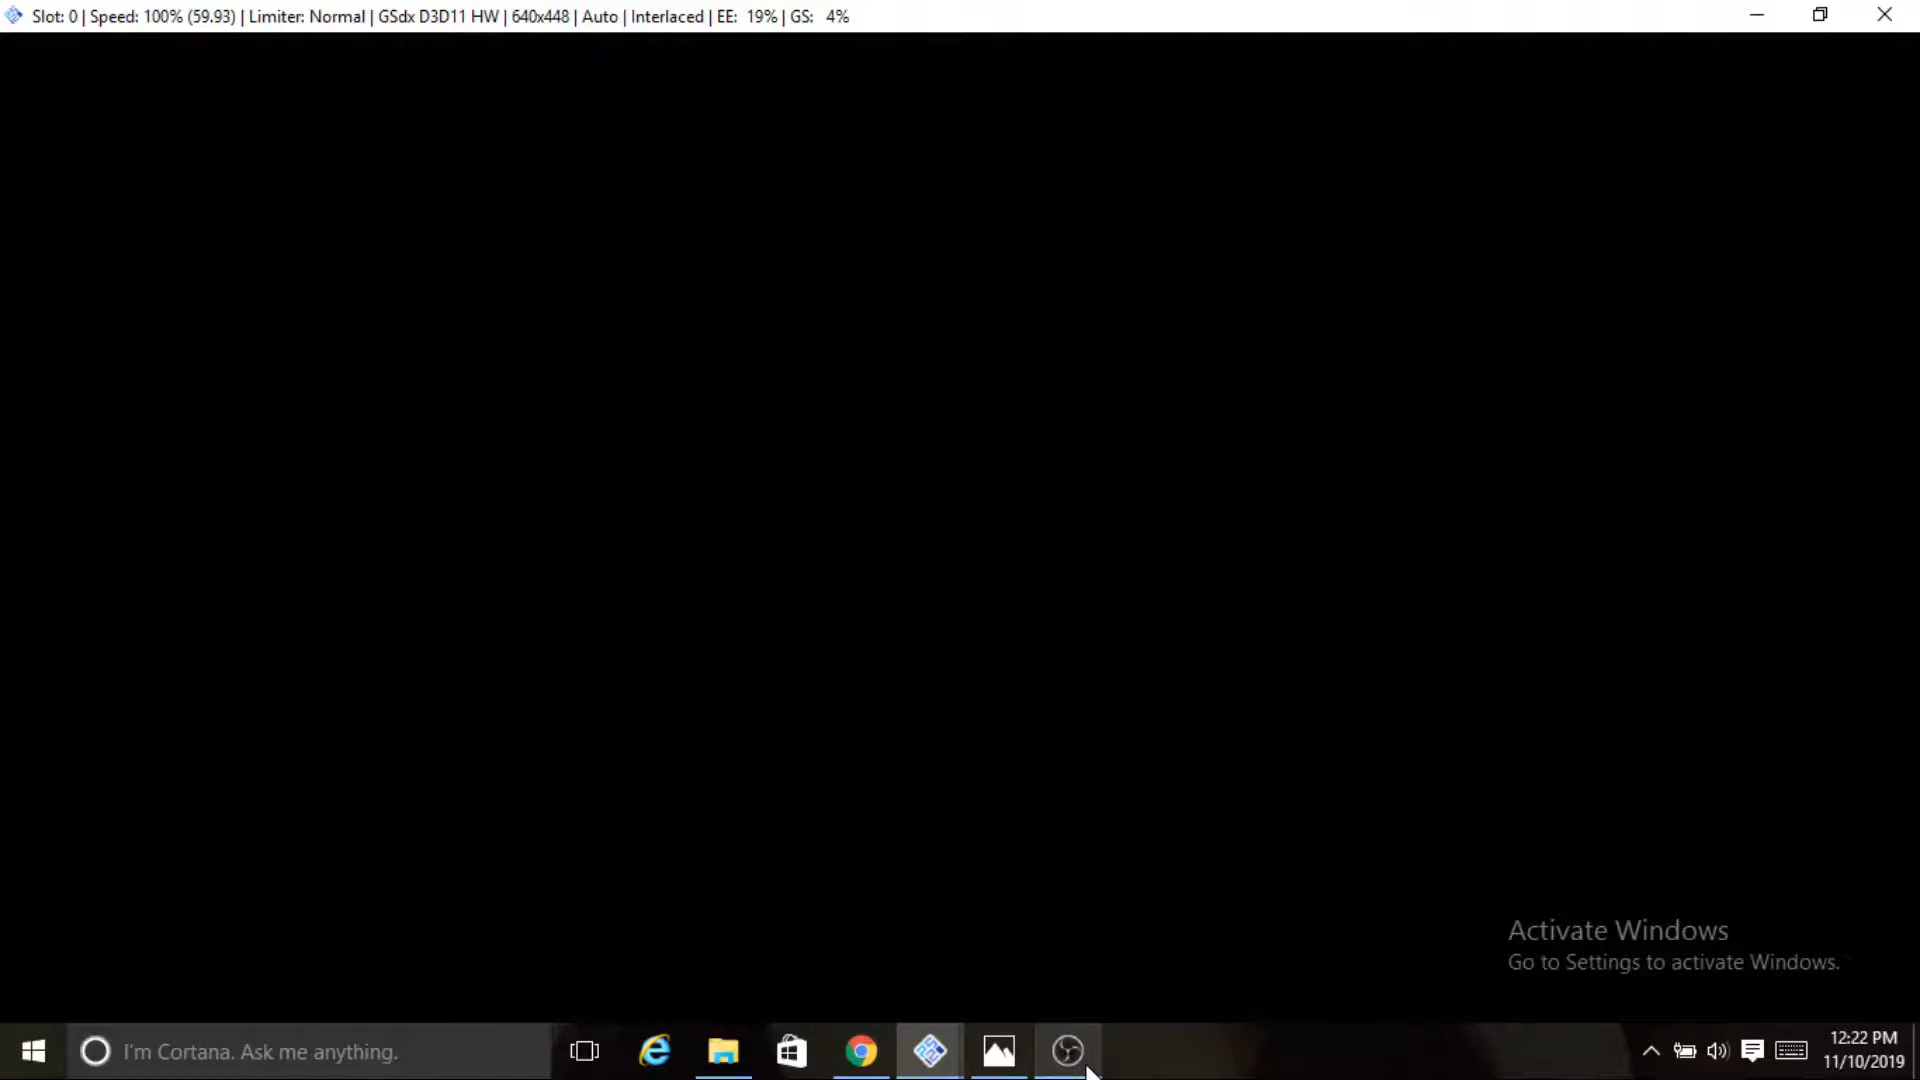 Slot: 0 | Speed: 100% (59.93) | Limiter: Normal | GSdx D3D11 HW | 640x448 | Auto | Interlaced | EE: 19% | GS: 4%
Activate Windows
Go to Settings to activate Windows.
I'm Cortana. Ask me anything.
12:22 PM
11/10/2019